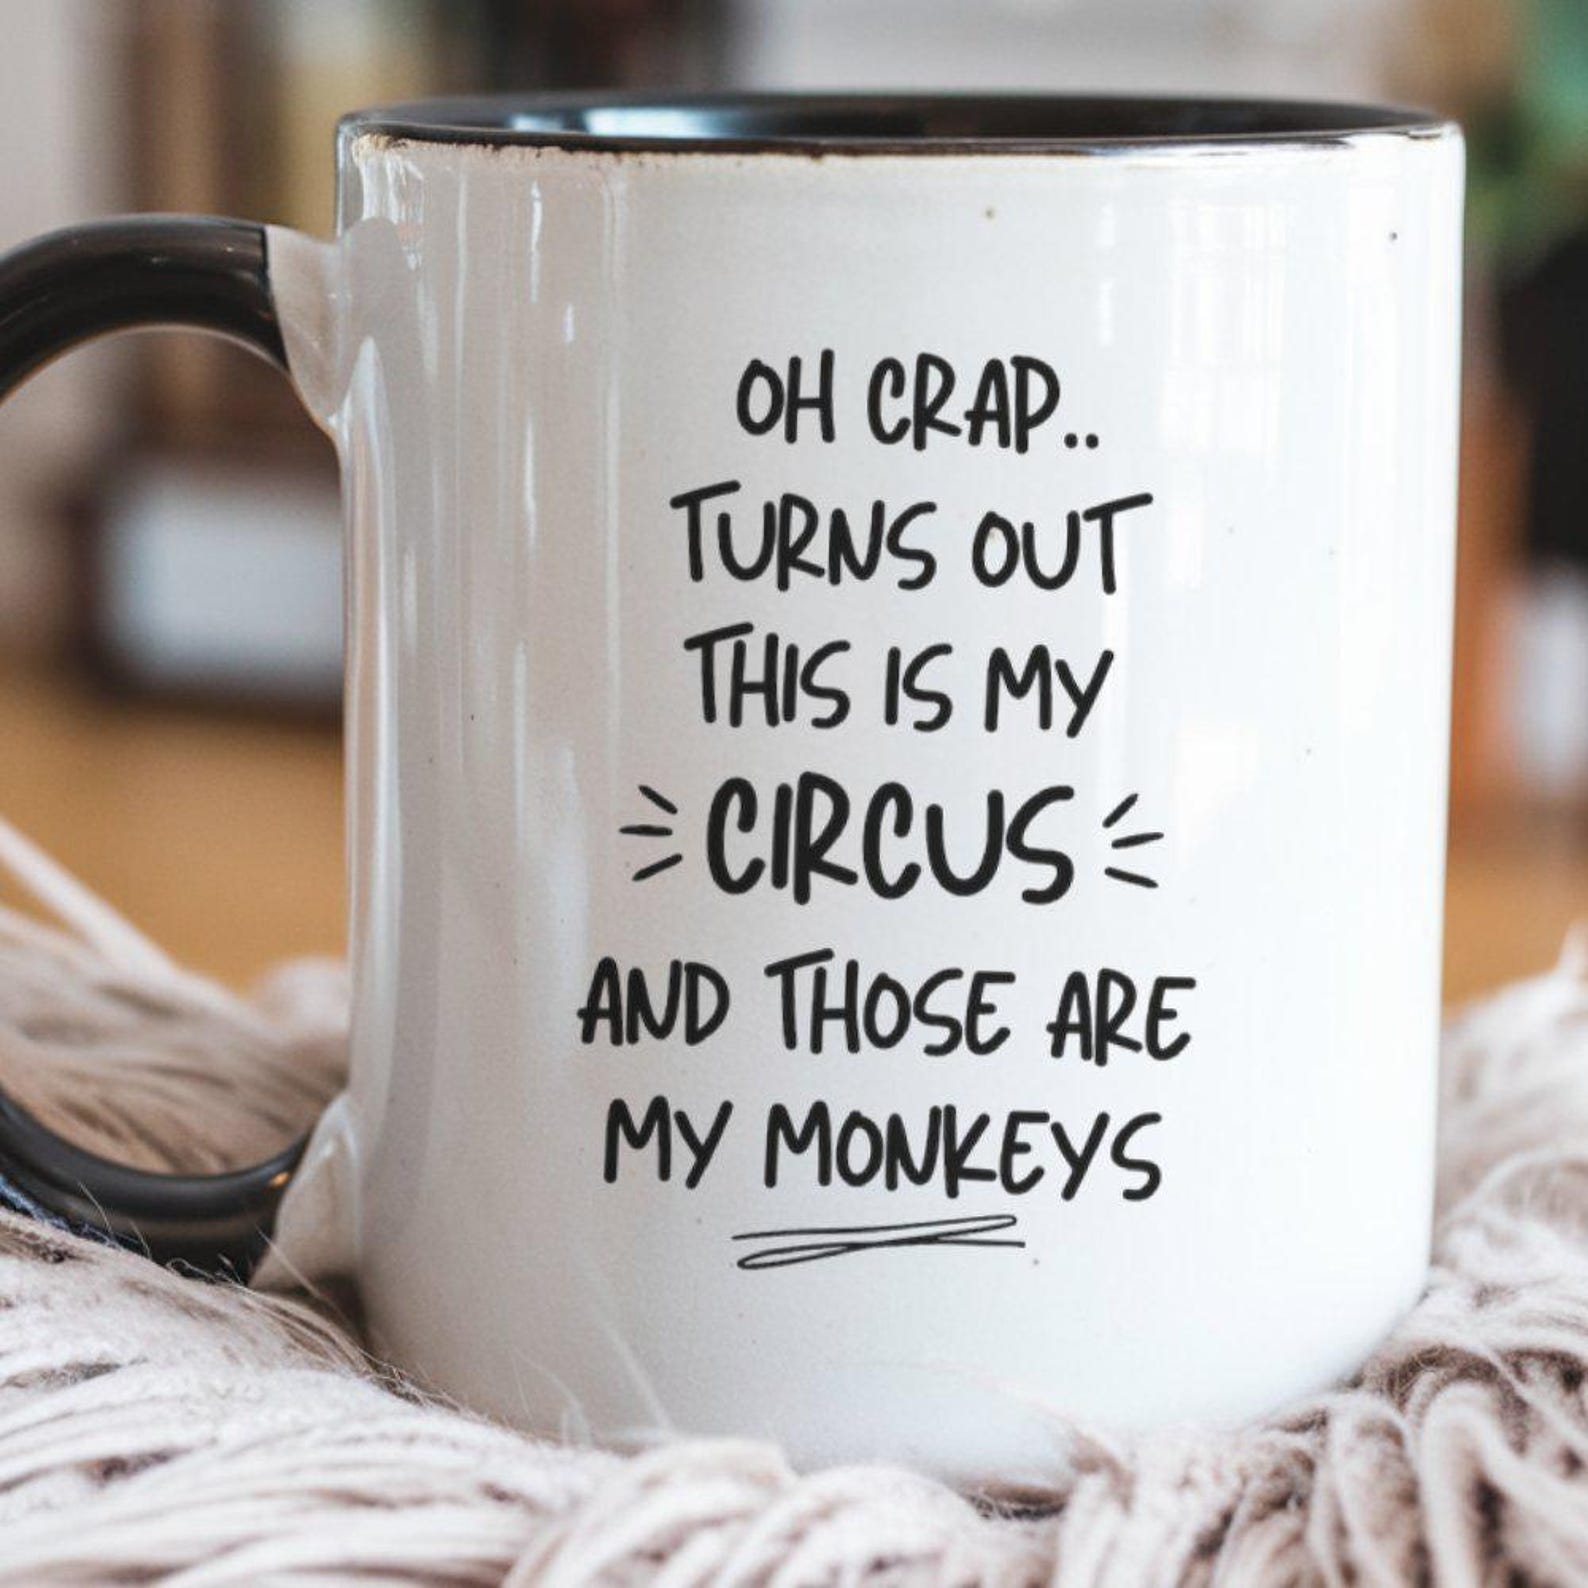 OH CRAP..
TURNS OUT
THIS IS MY
CIRCUS
AND THOSE ARE
MY MONKEYS